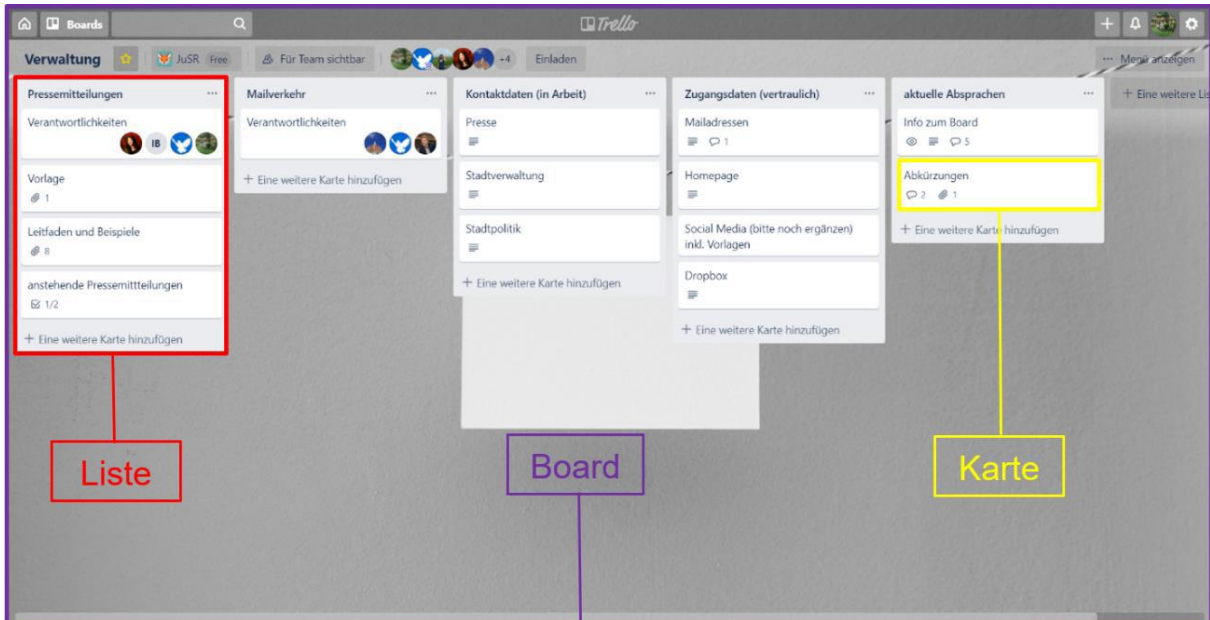 Boards
Trello
Verwaltung
JuSR Free
Für Team sichtbar
+4
Einladen
Menü anzeigen
Pressemitteilungen
Verantwortlichkeiten
IB
Vorlage
1
Leitfaden und Beispiele
8
anstehende Pressemittteilungen
1/2
+ Eine weitere Karte hinzufügen
Mailverkehr
Verantwortlichkeiten
+ Eine weitere Karte hinzufügen
Kontaktdaten (in Arbeit)
Presse
Stadtverwaltung
Stadtpolitik
+ Eine weitere Karte hinzufügen
Zugangsdaten (vertraulich)
Mailadressen
1
Homepage
Social Media (bitte noch ergänzen)
inkl. Vorlagen
Dropbox
+ Eine weitere Karte hinzufügen
aktuelle Absprachen
Info zum Board
5
Abkürzungen
2 1
+ Eine weitere Karte hinzufügen
+ Eine weitere Lis
Liste
Board
Karte